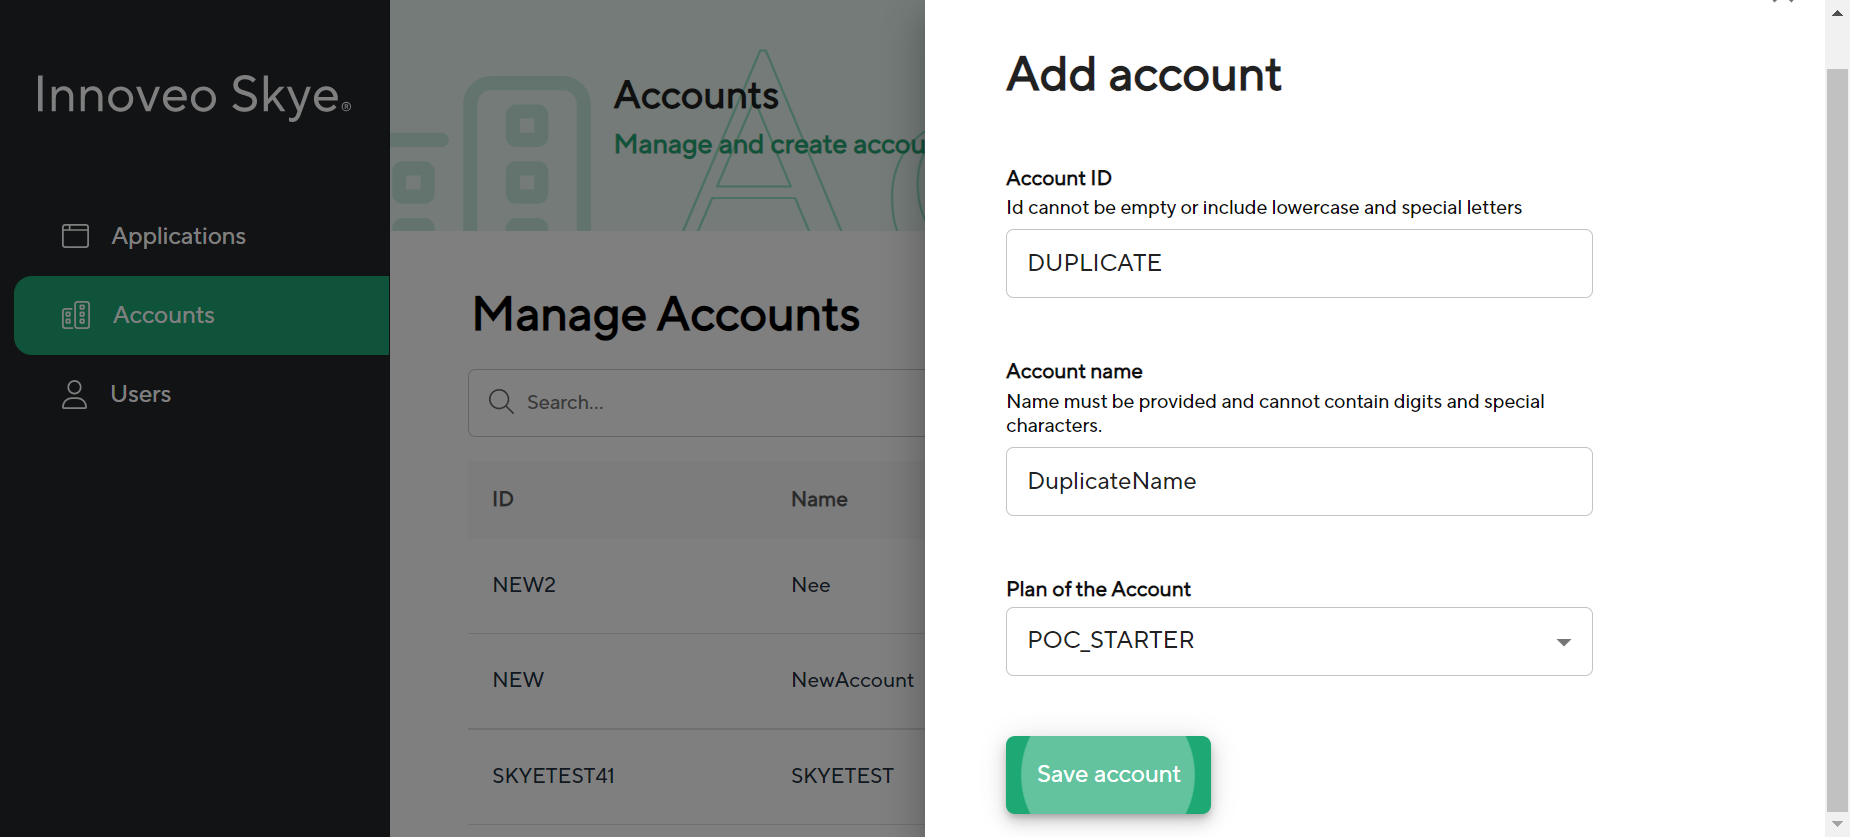 Innoveo Skye®
Applications
Accounts
Users
Accounts
Manage and create accou
Manage Accounts
Search...
ID Name
NEW2 Nee
NEW NewAccount
SKYETEST41 SKYETEST
Add account
Account ID
Id cannot be empty or include lowercase and special letters
DUPLICATE
Account name
Name must be provided and cannot contain digits and special
characters.
DuplicateName
Plan of the Account
POC_STARTER
Save account